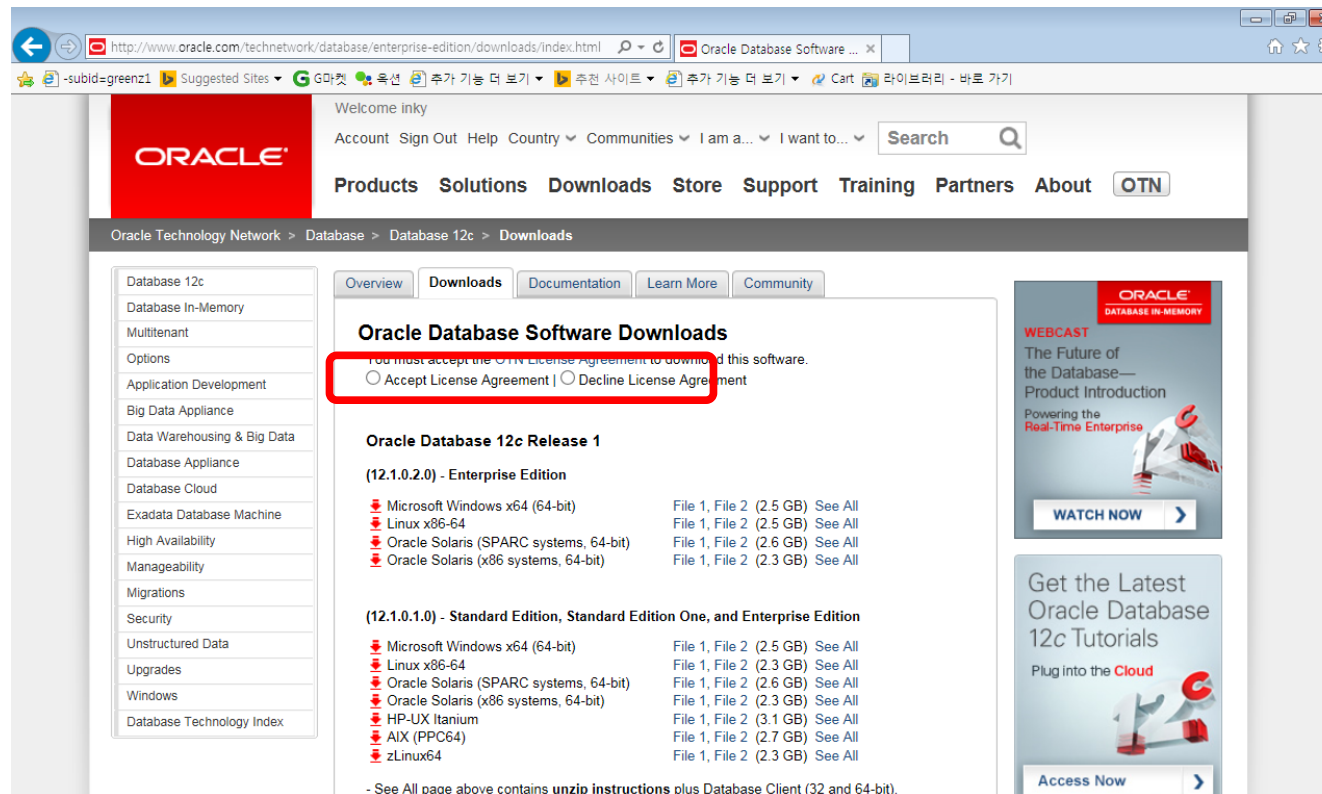 http://www.oracle.com/technetwork/database/enterprise-edition/downloads/index.html
Oracle Database Software ...
-subid=greenz1 Suggested Sites G마켓 옥션 추가 기능 더 보기 추천 사이트 추가 기능 더 보기 Cart 라이브러리 - 바로 가기
Welcome inky
Account Sign Out Help Country Communities I am a... I want to... Search
ORACLE
Products Solutions Downloads Store Support Training Partners About OTN
Oracle Technology Network > Database > Database 12c > Downloads
Database 12c
Database In-Memory
Multitenant
Options
Application Development
Big Data Appliance
Data Warehousing & Big Data
Database Appliance
Database Cloud
Exadata Database Machine
High Availability
Manageability
Migrations
Security
Unstructured Data
Upgrades
Windows
Database Technology Index
Overview Downloads Documentation Learn More Community
Oracle Database Software Downloads
You must accept the OTN License Agreement to download this software.
Accept License Agreement | Decline License Agreement
Oracle Database 12c Release 1
(12.1.0.2.0) - Enterprise Edition
Microsoft Windows x64 (64-bit) File 1, File 2 (2.5 GB) See All
Linux x86-64 File 1, File 2 (2.5 GB) See All
Oracle Solaris (SPARC systems, 64-bit) File 1, File 2 (2.6 GB) See All
Oracle Solaris (x86 systems, 64-bit) File 1, File 2 (2.3 GB) See All
(12.1.0.1.0) - Standard Edition, Standard Edition One, and Enterprise Edition
Microsoft Windows x64 (64-bit) File 1, File 2 (2.5 GB) See All
Linux x86-64 File 1, File 2 (2.3 GB) See All
Oracle Solaris (SPARC systems, 64-bit) File 1, File 2 (2.6 GB) See All
Oracle Solaris (x86 systems, 64-bit) File 1, File 2 (2.3 GB) See All
HP-UX Itanium File 1, File 2 (3.1 GB) See All
AIX (PPC64) File 1, File 2 (2.7 GB) See All
zLinux64 File 1, File 2 (2.3 GB) See All
- See All page above contains unzip instructions plus Database Client (32 and 64-bit).
ORACLE
DATABASE IN-MEMORY
WEBCAST
The Future of
the Database—
Product Introduction
Powering the
Real-Time Enterprise
12c
WATCH NOW
Get the Latest
Oracle Database
12c Tutorials
Plug into the Cloud
12c
Access Now